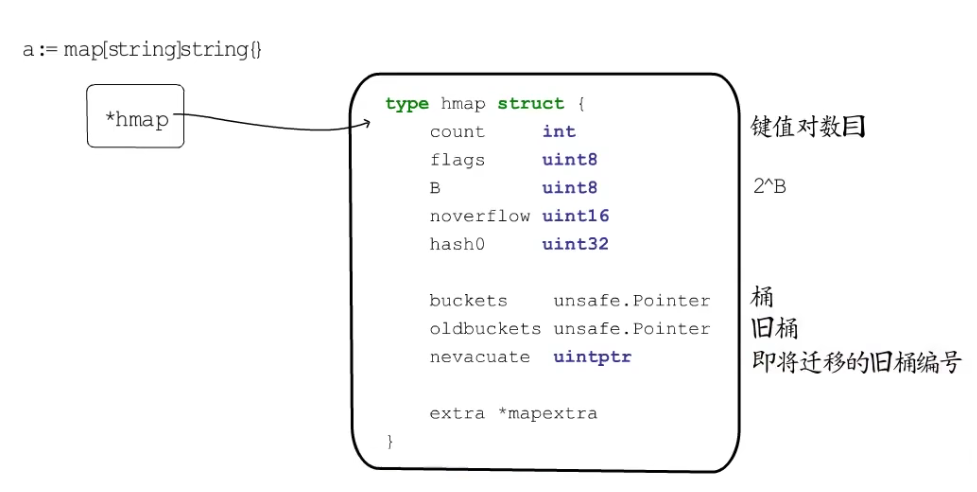 a := map[string]string{}
*hmap
type hmap struct {
count int 键值对数目
flags uint8
B uint8 2^B
noverflow uint16
hash0 uint32
buckets unsafe.Pointer 桶
oldbuckets unsafe.Pointer 旧桶
nevacuate uintptr 即将迁移的旧桶编号
extra *mapextra
}